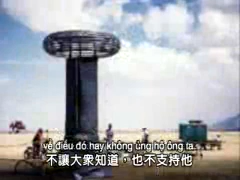 về điều đó hay không ủng hộ ông ta.
不讓大眾知道，也不支持他